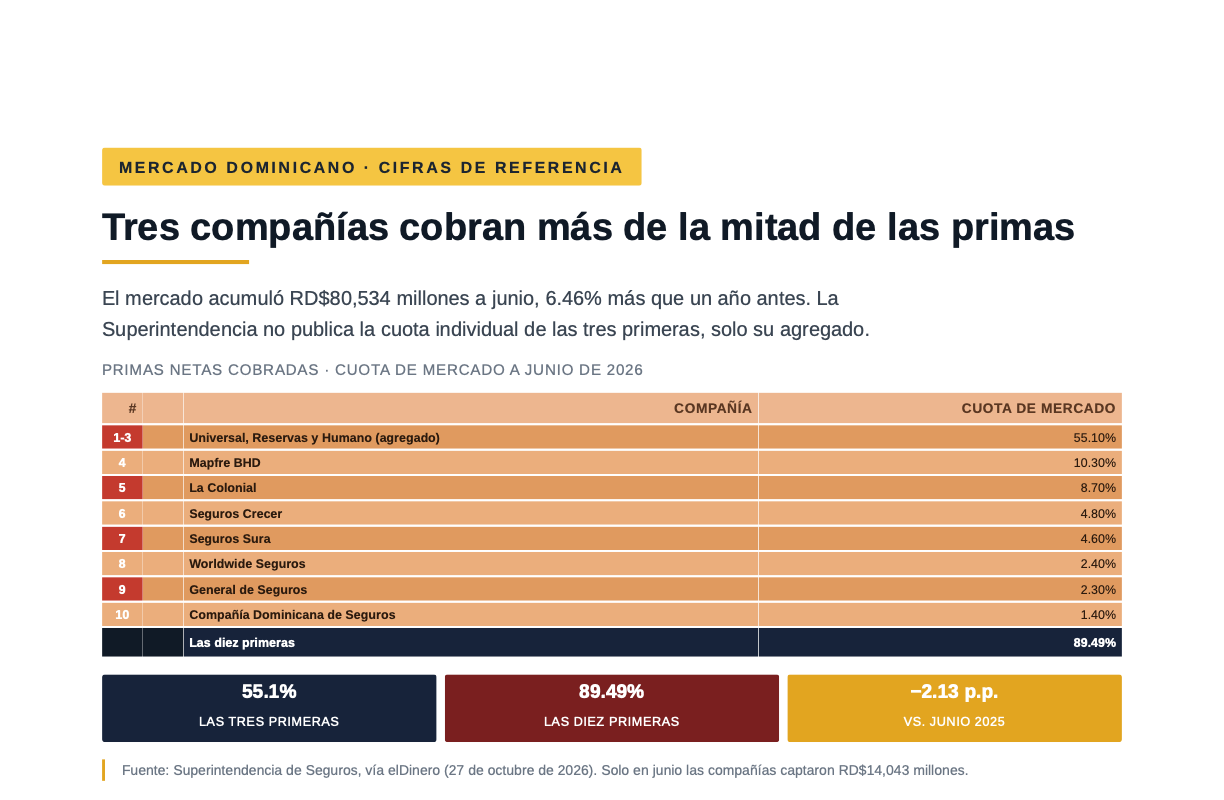 MERCADO DOMINICANO · CIFRAS DE REFERENCIA
Tres compañías cobran más de la mitad de las primas
El mercado acumuló RD$80,534 millones a junio, 6.46% más que un año antes. La
Superintendencia no publica la cuota individual de las tres primeras, solo su agregado.
PRIMAS NETAS COBRADAS · CUOTA DE MERCADO A JUNIO DE 2026
# COMPAÑÍA CUOTA DE MERCADO
1-3 Universal, Reservas y Humano (agregado) 55.10%
4 Mapfre BHD 10.30%
5 La Colonial 8.70%
6 Seguros Crecer 4.80%
7 Seguros Sura 4.60%
8 Worldwide Seguros 2.40%
9 General de Seguros 2.30%
10 Compañía Dominicana de Seguros 1.40%
Las diez primeras 89.49%
55.1% 89.49% −2.13 p.p.
LAS TRES PRIMERAS LAS DIEZ PRIMERAS VS. JUNIO 2025
Fuente: Superintendencia de Seguros, vía elDinero (27 de octubre de 2026). Solo en junio las compañías captaron RD$14,043 millones.